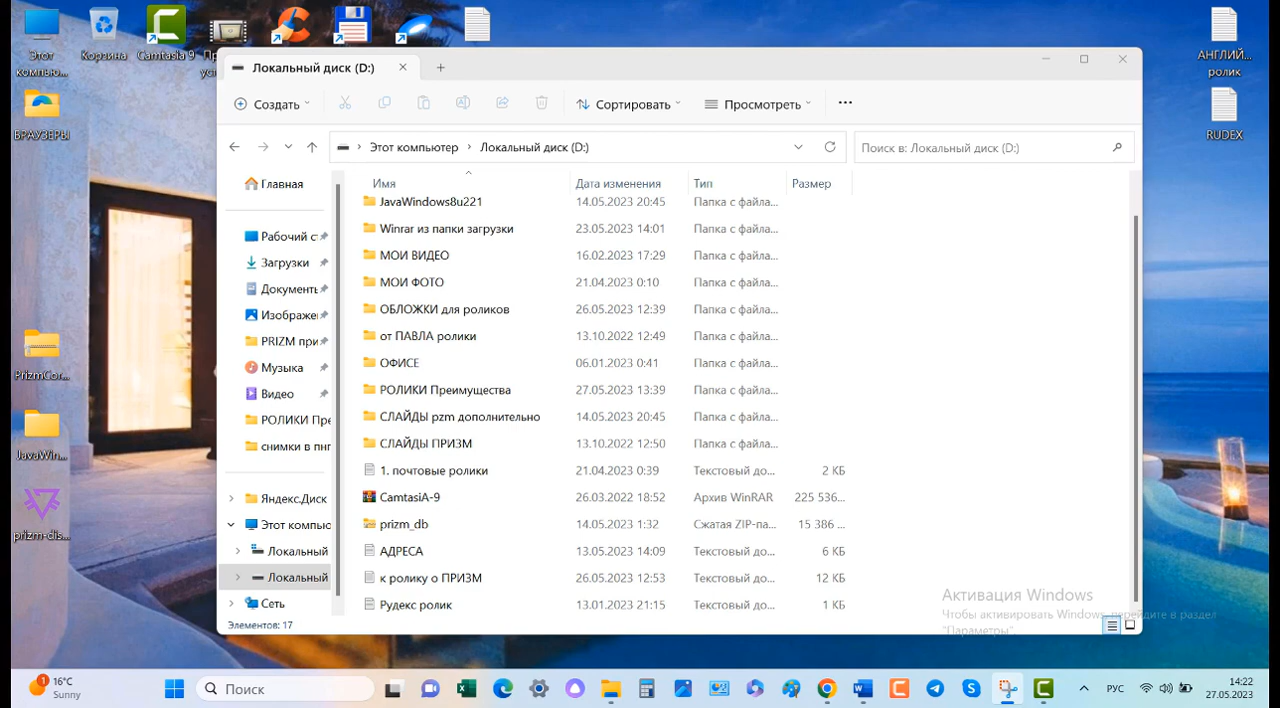 Этот
компью...
Корзина
Camtasia 9
АНГЛИЙ...
ролик
БРАУЗЕРЫ
RUDEX
PrizmCor...
JavaWin...
prizm-dis...
Локальный диск (D:)
Создать
Сортировать
Просмотреть
Этот компьютер > Локальный диск (D:)
Поиск в: Локальный диск (D:)
Главная
Рабочий ст
Загрузки
Документь
Изображе
PRIZM при
Музыка
Видео
РОЛИКИ Пре
снимки в пнг
Яндекс.Диск
Этот компью
Локальный
Локальный
Сеть
Имя Дата изменения Тип Размер
JavaWindows8u221 14.05.2023 20:45 Папка с файла...
Winrar из папки загрузки 23.05.2023 14:01 Папка с файла...
МОИ ВИДЕО 16.02.2023 17:29 Папка с файла...
МОИ ФОТО 21.04.2023 0:10 Папка с файла...
ОБЛОЖКИ для роликов 26.05.2023 12:39 Папка с файла...
от ПАВЛА ролики 13.10.2022 12:49 Папка с файла...
ОФИСЕ 06.01.2023 0:41 Папка с файла...
РОЛИКИ Преимущества 27.05.2023 13:39 Папка с файла...
СЛАЙДЫ pzm дополнительно 14.05.2023 20:45 Папка с файла...
СЛАЙДЫ ПРИЗМ 13.10.2022 12:50 Папка с файла...
1. почтовые ролики 21.04.2023 0:39 Текстовый до... 2 КБ
CamtasiA-9 26.03.2022 18:52 Архив WinRAR 225 536...
prizm_db 14.05.2023 1:32 Сжатая ZIP-па... 15 386 ...
АДРЕСА 13.05.2023 14:09 Текстовый до... 6 КБ
к ролику о ПРИЗМ 26.05.2023 12:53 Текстовый до... 12 КБ
Рудекс ролик 13.01.2023 21:15 Текстовый до... 1 КБ
Элементов: 17
Активация Windows
Чтобы активировать Windows, перейдите в раздел
"Параметры".
1
16°C
Sunny
Поиск
РУС
14:22
27.05.2023